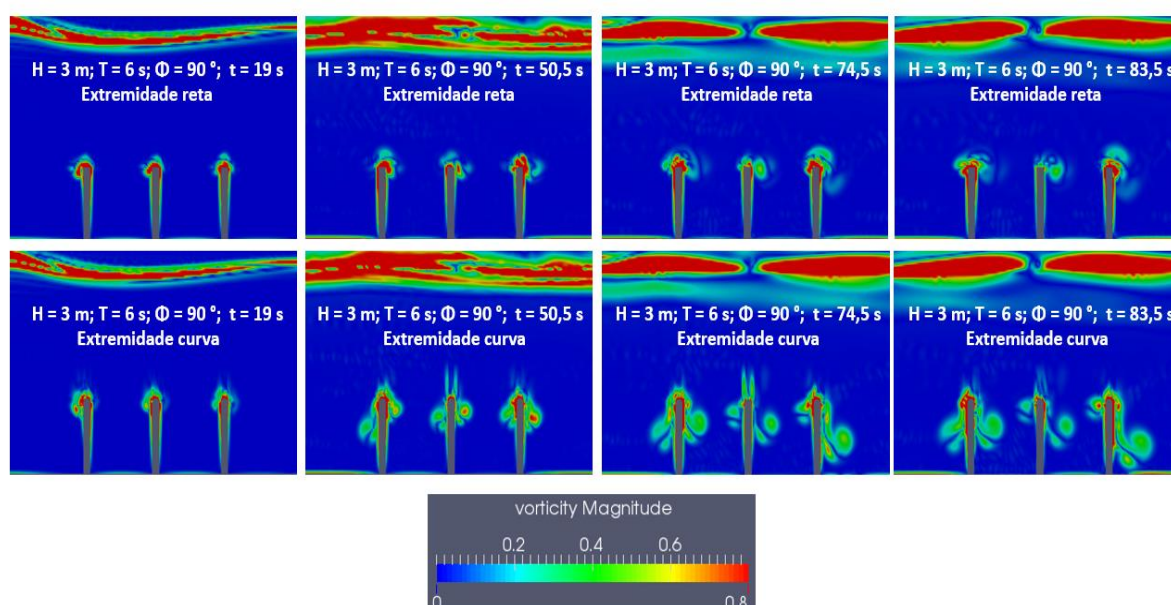 H = 3 m; T = 6 s; Φ = 90 °; t = 19 s
Extremidade reta
H = 3 m; T = 6 s; Φ = 90 °; t = 50,5 s
Extremidade reta
H = 3 m; T = 6 s; Φ = 90 °; t = 74,5 s
Extremidade reta
H = 3 m; T = 6 s; Φ = 90 °; t = 83,5 s
Extremidade reta
H = 3 m; T = 6 s; Φ = 90 °; t = 19 s
Extremidade curva
H = 3 m; T = 6 s; Φ = 90 °; t = 50,5 s
Extremidade curva
H = 3 m; T = 6 s; Φ = 90 °; t = 74,5 s
Extremidade curva
H = 3 m; T = 6 s; Φ = 90 °; t = 83,5 s
Extremidade curva
vorticity Magnitude
0.2 0.4 0.6
0 0.8